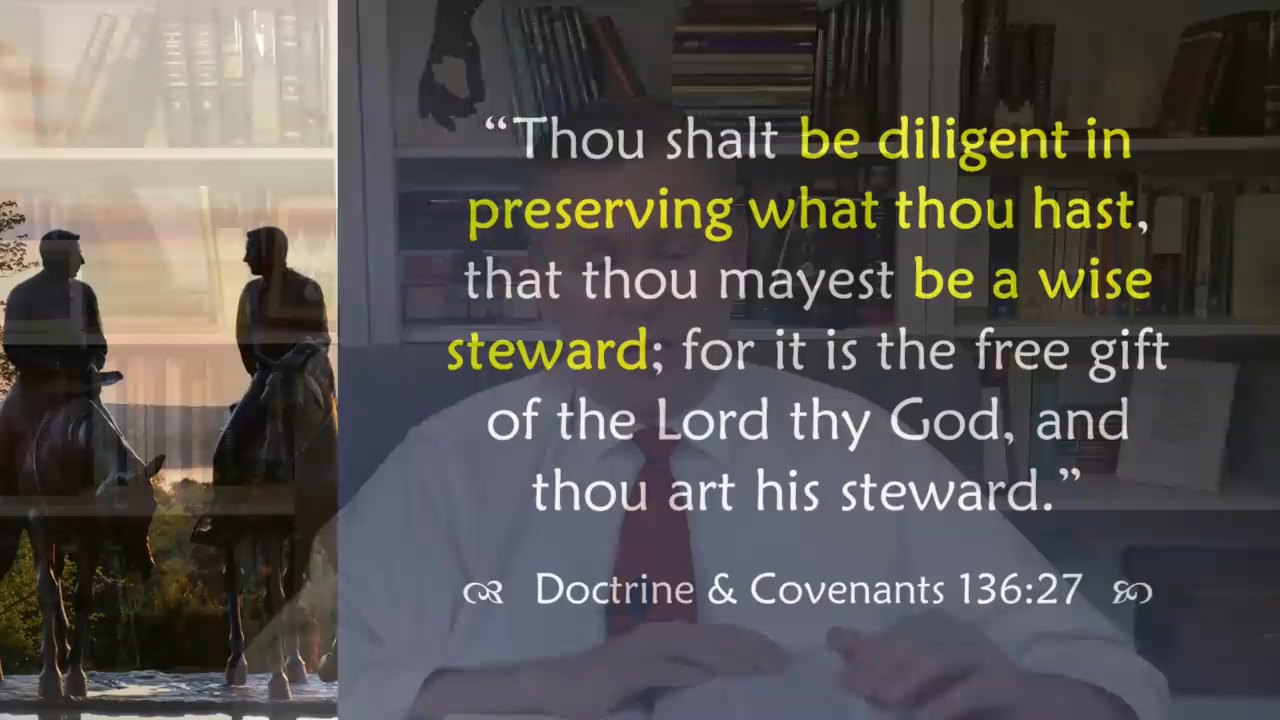 “Thou shalt be diligent in
preserving what thou hast,
that thou mayest be a wise
steward; for it is the free gift
of the Lord thy God, and
thou art his steward.”
Doctrine & Covenants 136:27